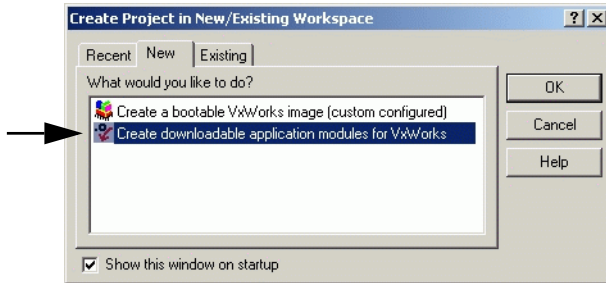 Create Project in New/Existing Workspace
Recent New Existing
What would you like to do?
Create a bootable VxWorks image (custom configured)
Create downloadable application modules for VxWorks
OK
Cancel
Help
Show this window on startup